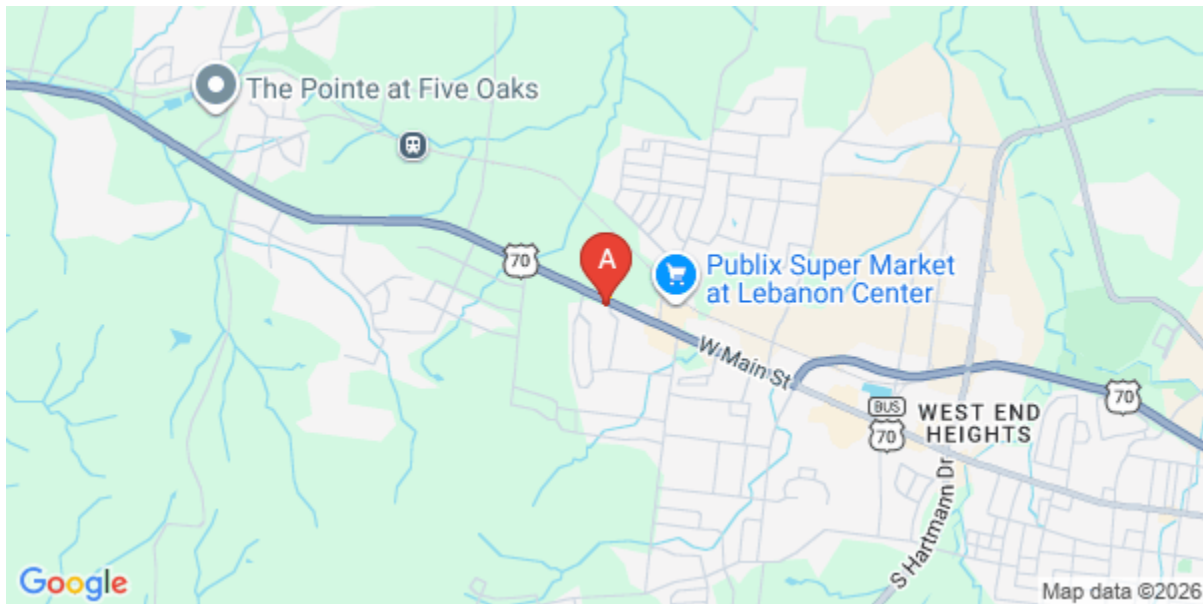 The Pointe at Five Oaks
70
A
Publix Super Market
at Lebanon Center
W Main St
BUS
70
WEST END
HEIGHTS
70
S Hartmann Dr
Google
Map data ©2026